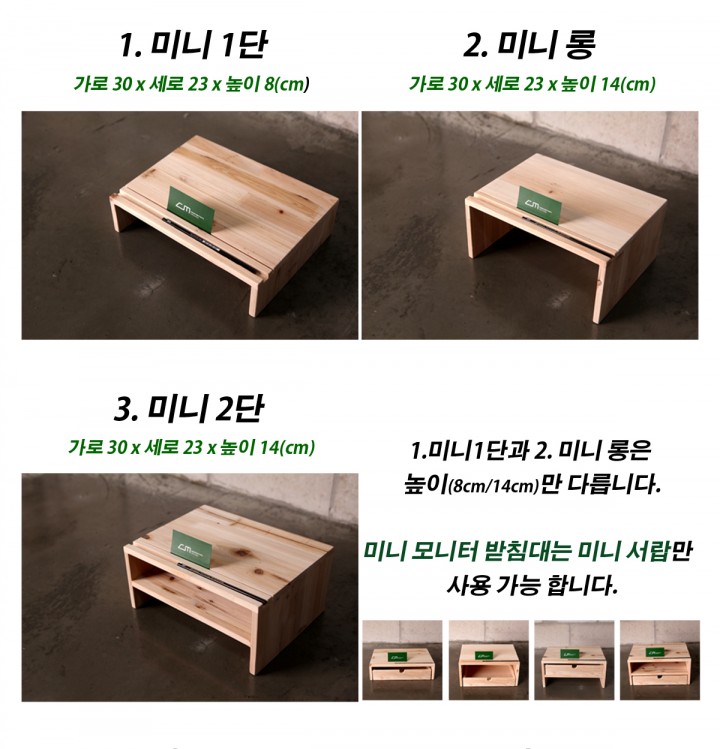 1. 미니 1단
가로 30 x 세로 23 x 높이 8(cm)
2. 미니 롱
가로 30 x 세로 23 x 높이 14(cm)
3. 미니 2단
가로 30 x 세로 23 x 높이 14(cm)
1.미니1단과 2. 미니 롱은
높이(8cm/14cm)만 다릅니다.
미니 모니터 받침대는 미니 서랍만
사용 가능 합니다.